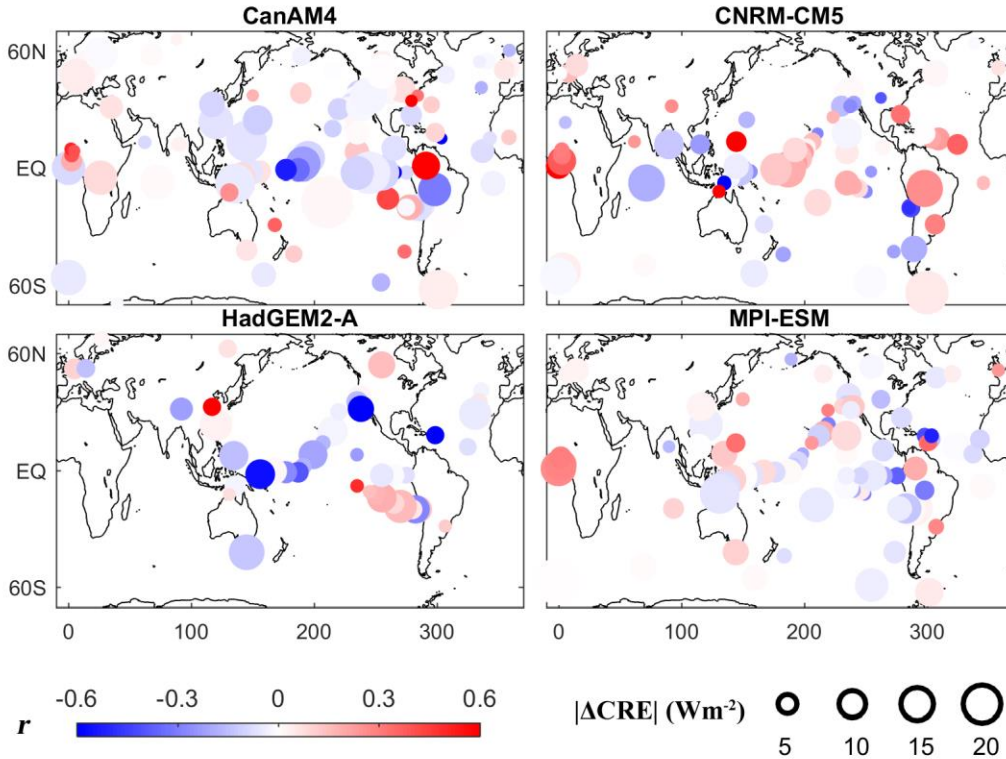 CanAM4 CNRM-CM5
60N
EQ
60S
HadGEM2-A MPI-ESM
60N
EQ
60S
0 100 200 300 0 100 200 300
-0.6 -0.3 0 0.3 0.6
r
|ΔCRE| (Wm⁻²)
5 10 15 20